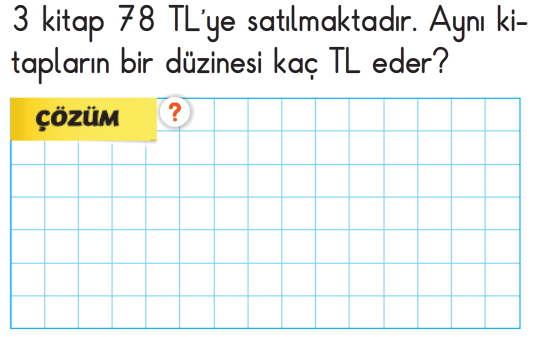 3 kitap 78 TL'ye satılmaktadır. Aynı ki-
tapların bir düzinesi kaç TL eder?
ÇÖZÜM ?